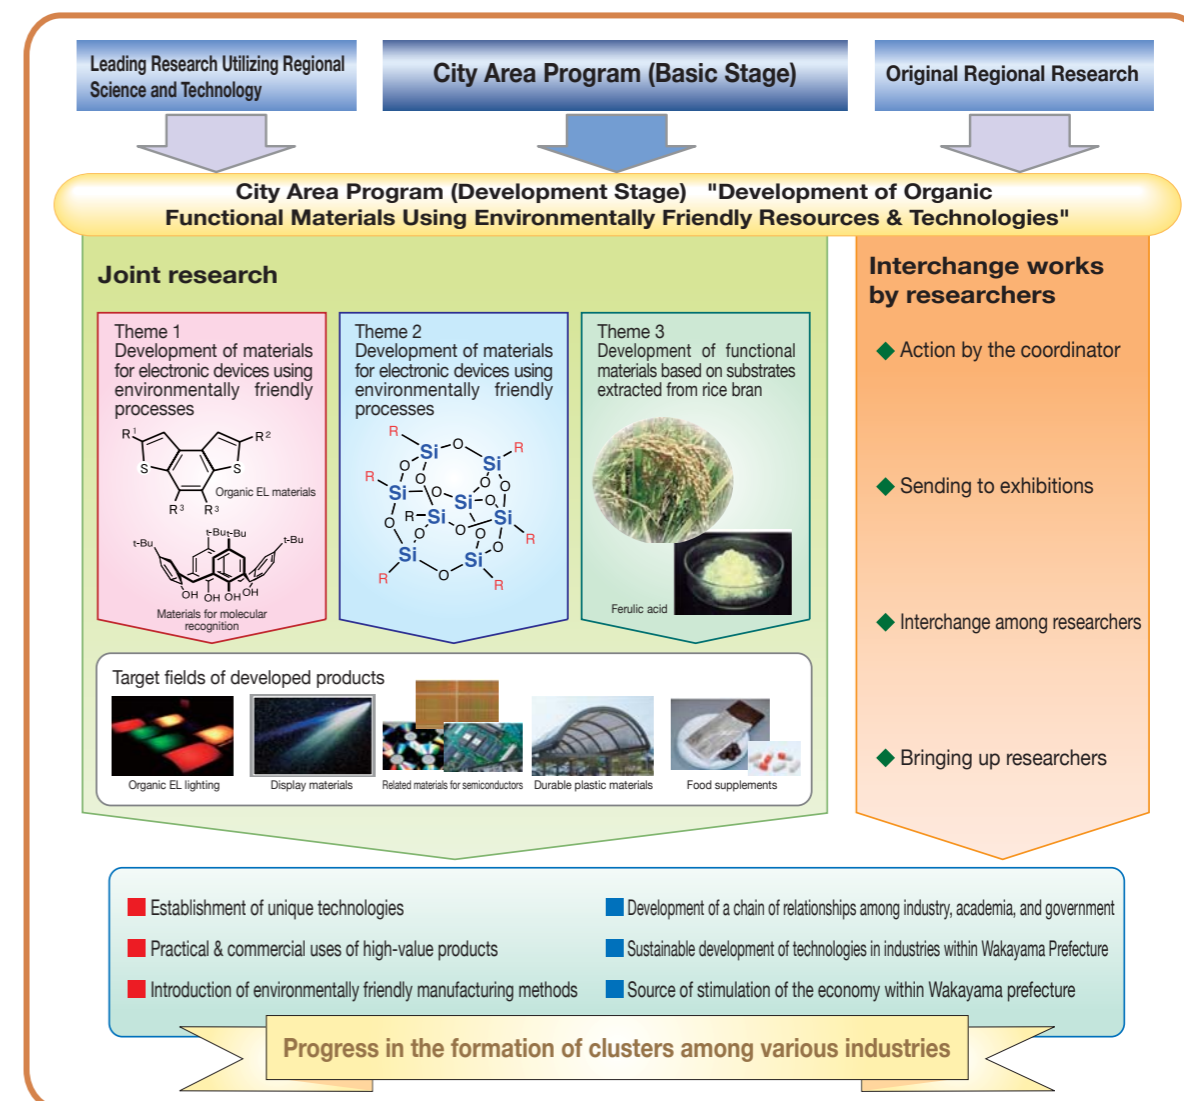 Leading Research Utilizing Regional
Science and Technology
City Area Program (Basic Stage)
Original Regional Research
City Area Program (Development Stage) "Development of Organic
Functional Materials Using Environmentally Friendly Resources & Technologies"
Joint research
Theme 1
Development of materials
for electronic devices using
environmentally friendly
processes
R1
R2
S
S
Organic EL materials
R3
R3
t-Bu
t-Bu
t-Bu
t-Bu
OH
OH
OH
OH
Materials for molecular
recognition
Theme 2
Development of materials
for electronic devices using
environmentally friendly
processes
R
Si
O
R
O
Si
R
O
O
O
Si
O
Si
O
R
Si
Si
O
O
O
O
R
Si
O
Si
O
R
R
Theme 3
Development of functional
materials based on substrates
extracted from rice bran
Ferulic acid
Target fields of developed products
Organic EL lighting
Display materials
Related materials for semiconductors
Durable plastic materials
Food supplements
Interchange works
by researchers
Action by the coordinator
Sending to exhibitions
Interchange among researchers
Bringing up researchers
Establishment of unique technologies
Practical & commercial uses of high-value products
Introduction of environmentally friendly manufacturing methods
Development of a chain of relationships among industry, academia, and government
Sustainable development of technologies in industries within Wakayama Prefecture
Source of stimulation of the economy within Wakayama prefecture
Progress in the formation of clusters among various industries